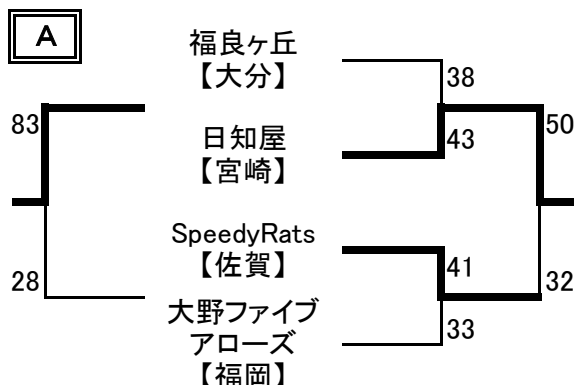 A
福良ヶ丘
【大分】
38
83
50
日知屋
【宮崎】
43
SpeedyRats
【佐賀】
41
28
32
大野ファイブ
アローズ
【福岡】
33